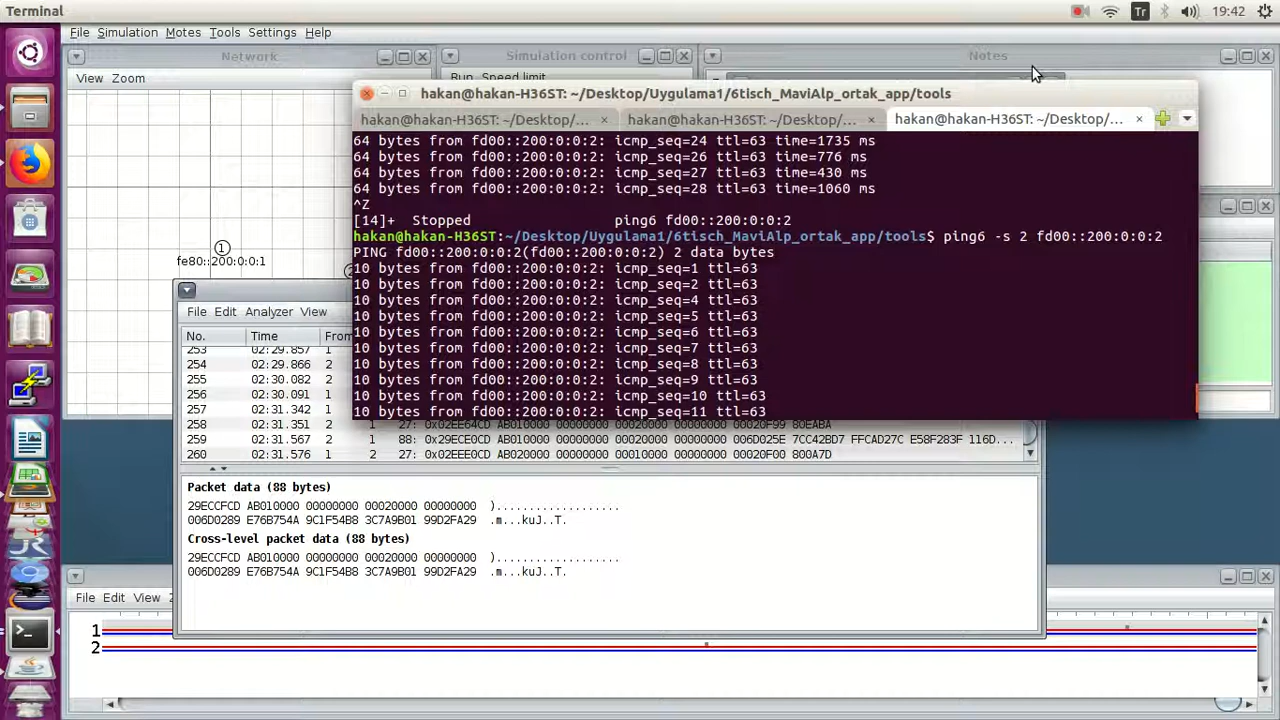 Terminal
Tr
19:42
File Simulation Motes Tools Settings Help
Network
Simulation control
Notes
View Zoom
Run Speed limit
1
fe80::200:0:0:1
hakan@hakan-H36ST: ~/Desktop/Uygulama1/6tisch_MaviAlp_ortak_app/tools
hakan@hakan-H36ST: ~/Desktop/...
hakan@hakan-H36ST: ~/Desktop/...
hakan@hakan-H36ST: ~/Desktop/...
64 bytes from fd00::200:0:0:2: icmp_seq=24 ttl=63 time=1735 ms
64 bytes from fd00::200:0:0:2: icmp_seq=26 ttl=63 time=776 ms
64 bytes from fd00::200:0:0:2: icmp_seq=27 ttl=63 time=430 ms
64 bytes from fd00::200:0:0:2: icmp_seq=28 ttl=63 time=1060 ms
^Z
[14]+ Stopped ping6 fd00::200:0:0:2
hakan@hakan-H36ST:~/Desktop/Uygulama1/6tisch_MaviAlp_ortak_app/tools$ ping6 -s 2 fd00::200:0:0:2
PING fd00::200:0:0:2(fd00::200:0:0:2) 2 data bytes
10 bytes from fd00::200:0:0:2: icmp_seq=1 ttl=63
10 bytes from fd00::200:0:0:2: icmp_seq=2 ttl=63
10 bytes from fd00::200:0:0:2: icmp_seq=4 ttl=63
10 bytes from fd00::200:0:0:2: icmp_seq=5 ttl=63
10 bytes from fd00::200:0:0:2: icmp_seq=6 ttl=63
10 bytes from fd00::200:0:0:2: icmp_seq=7 ttl=63
10 bytes from fd00::200:0:0:2: icmp_seq=8 ttl=63
10 bytes from fd00::200:0:0:2: icmp_seq=9 ttl=63
10 bytes from fd00::200:0:0:2: icmp_seq=10 ttl=63
10 bytes from fd00::200:0:0:2: icmp_seq=11 ttl=63
File Edit Analyzer View
No. Time From
253 02:29.857 1
254 02:29.866 2
255 02:30.082 2
256 02:30.091 1
257 02:31.342 1
258 02:31.351 2 1 27: 0x02EE64CD AB010000 00000000 00020F99 80EABA
259 02:31.567 2 1 88: 0x29ECE0CD AB010000 00000000 00020000 00000000 006D025E 7CE42BD7 FFCAD27C E58F283F 116D...
260 02:31.576 1 2 27: 0x02EEE0CD AB020000 00010000 00000000 00020F00 800A7D
Packet data (88 bytes)
29ECCFCD AB010000 00000000 00020000 00000000 )...................
006D0289 E76B754A 9C1F54B8 3C7A9B01 99D2FA29 .m...kuJ..T.
Cross-level packet data (88 bytes)
29ECCFCD AB010000 00000000 00020000 00000000 )...................
006D0289 E76B754A 9C1F54B8 3C7A9B01 99D2FA29 .m...kuJ..T.
File Edit View
1
2